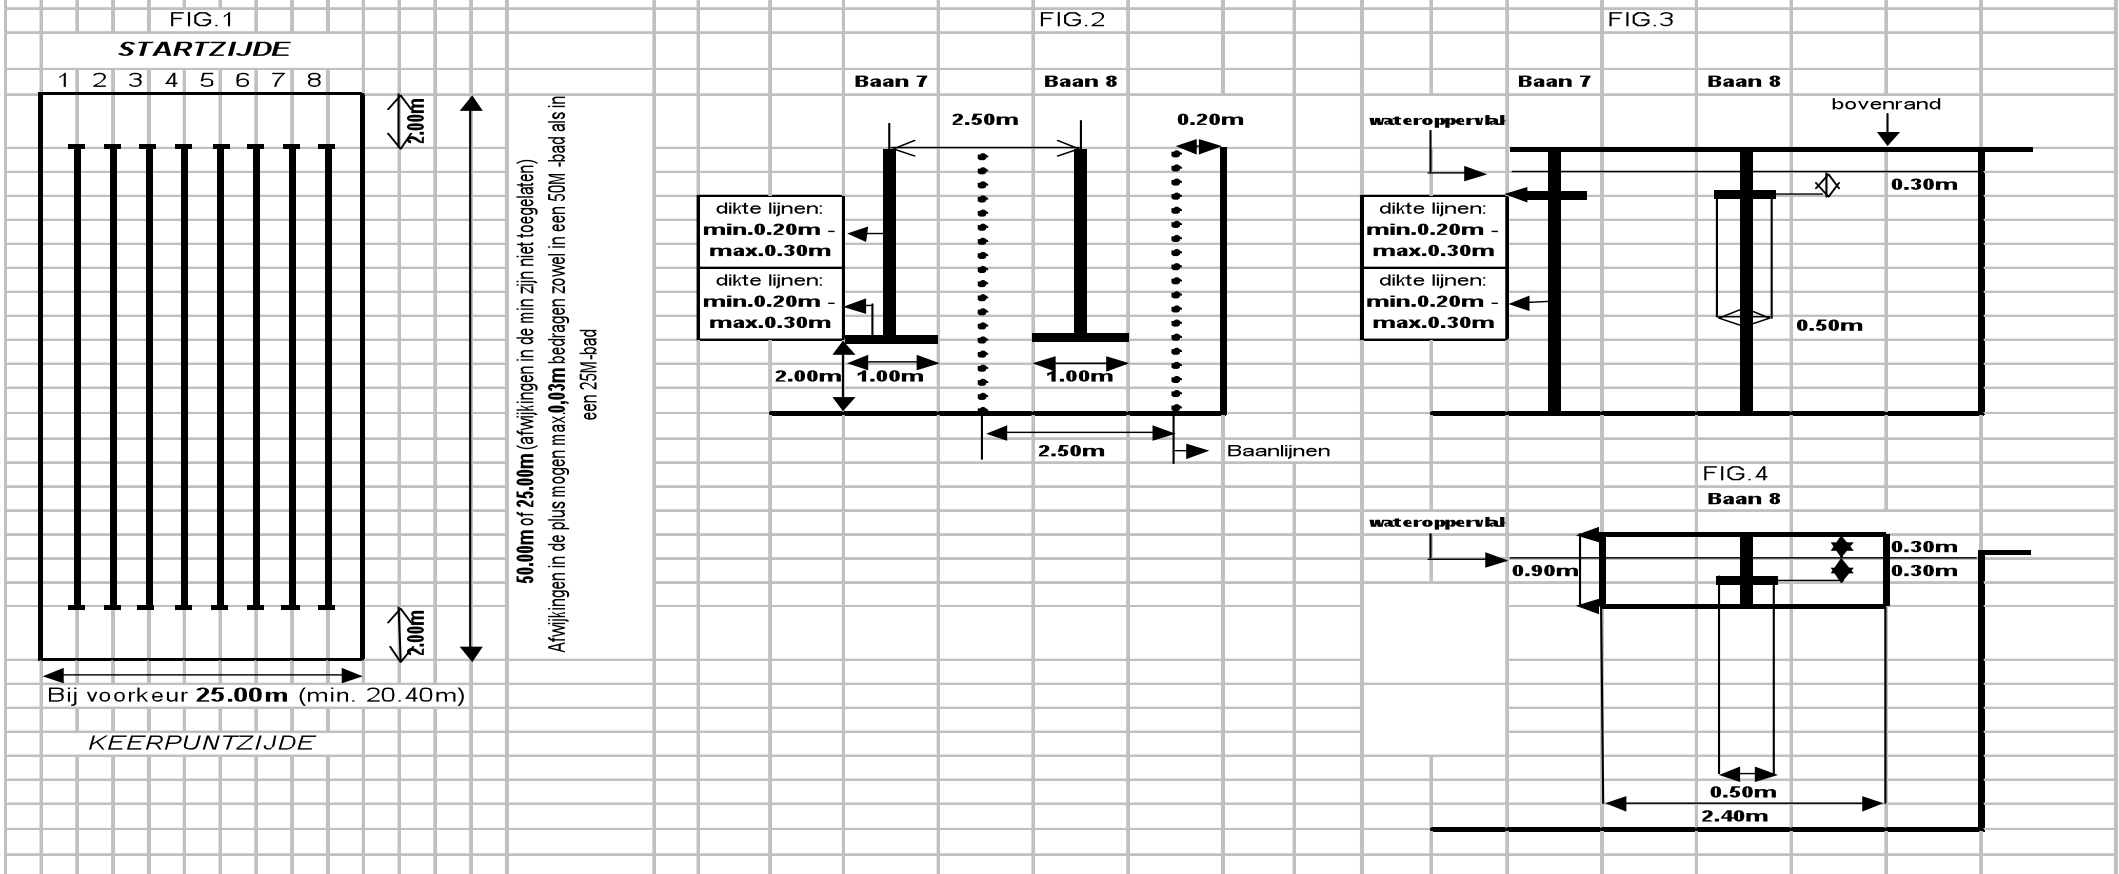 FIG.1
STARTZIJDE
1 2 3 4 5 6 7 8
2.00m
2.00m
50.00m of 25.00m (afwijkingen in de min zijn niet toegelaten)
Afwijkingen in de plus mogen max.0,03m bedragen zowel in een 50M -bad als in
een 25M-bad
Bij voorkeur 25.00m (min. 20.40m)
KEERPUNTZIJDE
FIG.2
Baan 7
Baan 8
2.50m
0.20m
dikte lijnen:
min.0.20m -
max.0.30m
dikte lijnen:
min.0.20m -
max.0.30m
2.00m
1.00m
1.00m
2.50m
Baanlijnen
FIG.3
Baan 7
Baan 8
bovenrand
wateroppervlak
0.30m
dikte lijnen:
min.0.20m -
max.0.30m
dikte lijnen:
min.0.20m -
max.0.30m
0.50m
FIG.4
Baan 8
wateroppervlak
0.30m
0.90m
0.30m
0.50m
2.40m